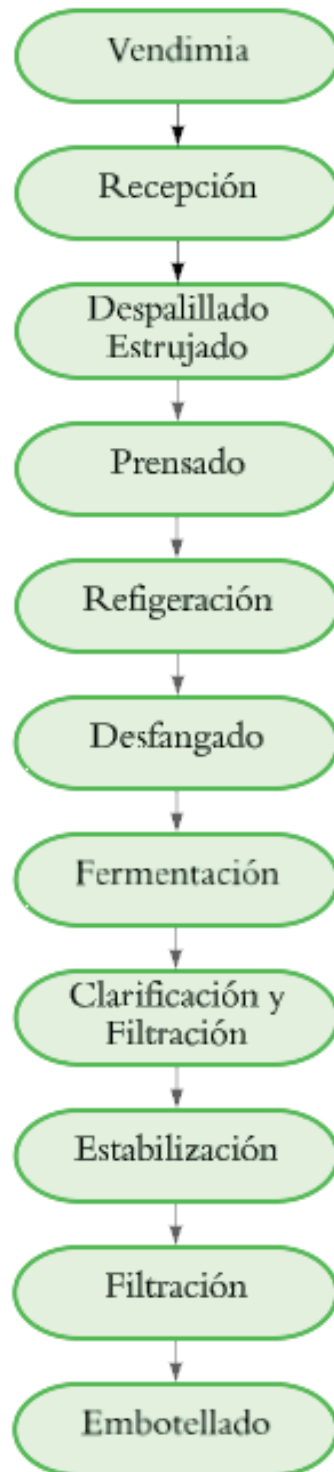 Vendimia
Recepción
Despalillado
Estrujado
Prensado
Refigeración
Desfangado
Fermentación
Clarificación y
Filtración
Estabilización
Filtración
Embotellado